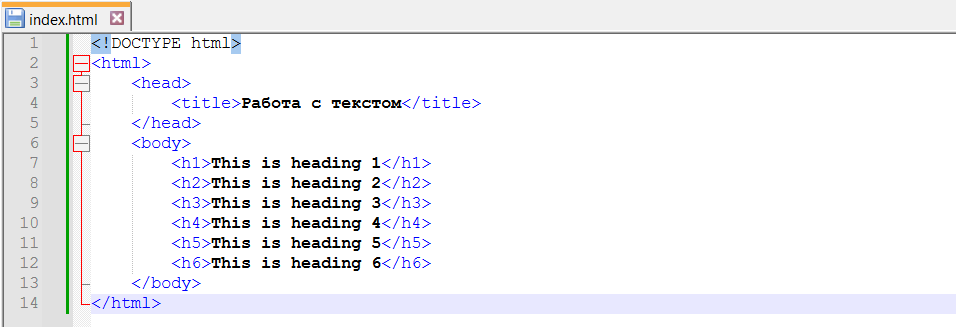 index.html
1 <!DOCTYPE html>
2 <html>
3 <head>
4 <title>Работа с текстом</title>
5 </head>
6 <body>
7 <h1>This is heading 1</h1>
8 <h2>This is heading 2</h2>
9 <h3>This is heading 3</h3>
10 <h4>This is heading 4</h4>
11 <h5>This is heading 5</h5>
12 <h6>This is heading 6</h6>
13 </body>
14 </html>